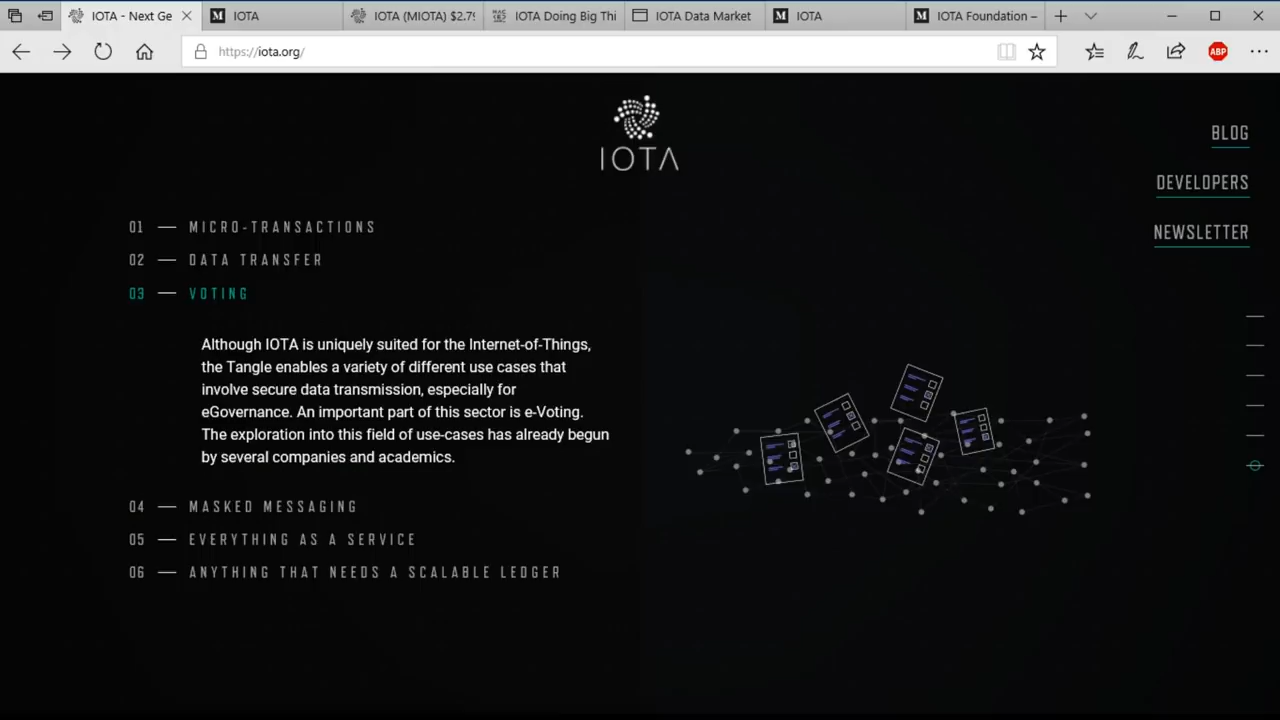 IOTA - Next Ge
IOTA
IOTA (MIOTA) $2.79
IOTA Doing Big Thi
IOTA Data Market
IOTA
IOTA Foundation –
https://iota.org/
ABP
IOTA
BLOG
DEVELOPERS
NEWSLETTER
01 — MICRO-TRANSACTIONS
02 — DATA TRANSFER
03 — VOTING
Although IOTA is uniquely suited for the Internet-of-Things,
the Tangle enables a variety of different use cases that
involve secure data transmission, especially for
eGovernance. An important part of this sector is e-Voting.
The exploration into this field of use-cases has already begun
by several companies and academics.
04 — MASKED MESSAGING
05 — EVERYTHING AS A SERVICE
06 — ANYTHING THAT NEEDS A SCALABLE LEDGER